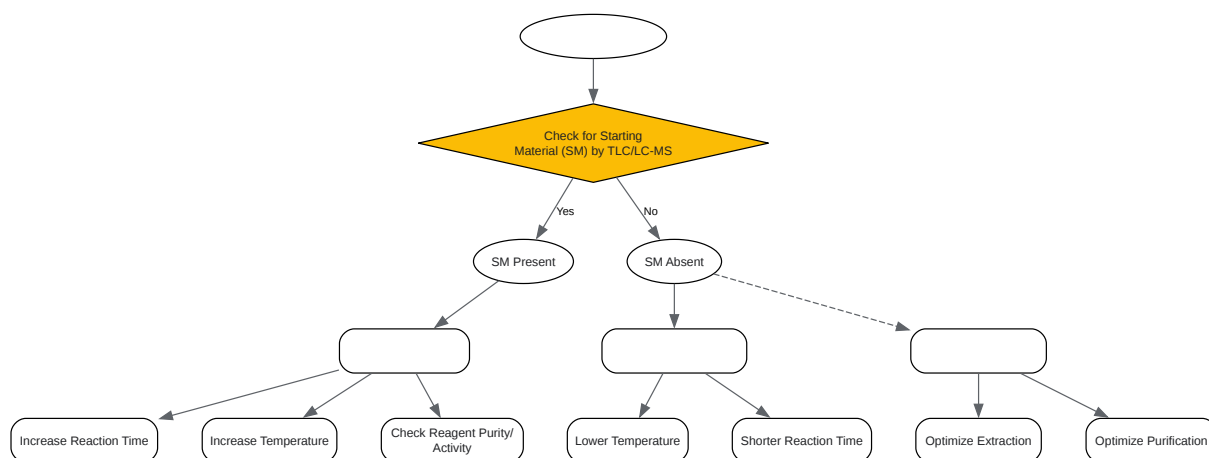 Check for Starting
Material (SM) by TLC/LC-MS
Yes
No
SM Present
SM Absent
Increase Reaction Time
Increase Temperature
Check Reagent Purity/
Activity
Lower Temperature
Shorter Reaction Time
Optimize Extraction
Optimize Purification